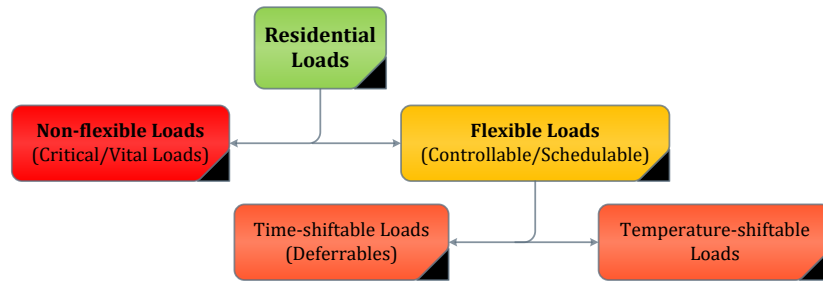 Residential
Loads
Non-flexible Loads
(Critical/Vital Loads)
Flexible Loads
(Controllable/Schedulable)
Time-shiftable Loads
(Deferrables)
Temperature-shiftable
Loads